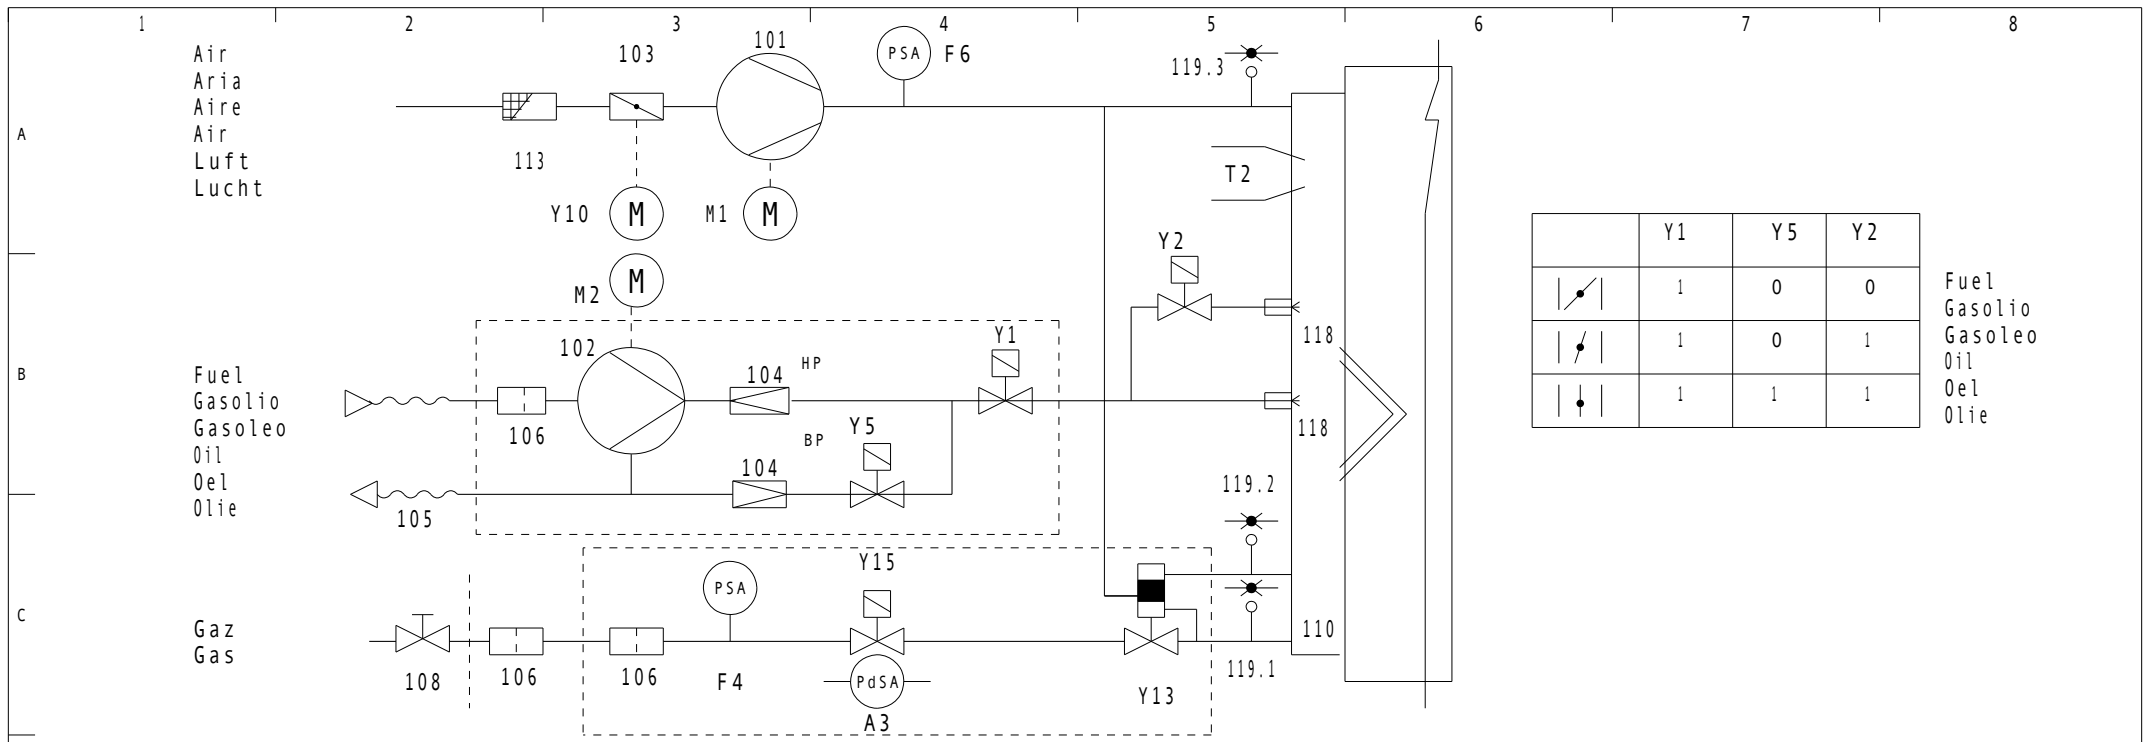 1 2 3 4 5 6 7 8
A
B
C
Air
Aria
Aire
Air
Luft
Lucht
103
101
PSA F6
119.3
113
Y10 M
M1 M
T2
M2 M
Y2
118
Y1
102
HP
104
Fuel
Gasolio
Gasoleo
Oil
Oel
Olie
106
BP
Y5
104
118
105
119.2
Y15
PSA
Gaz
Gas
110
108
106
106
F4
PdSA
A3
Y13
119.1
Y1 Y5 Y2
1 0 0
1 0 1
1 1 1
Fuel
Gasolio
Gasoleo
Oil
Oel
Olie